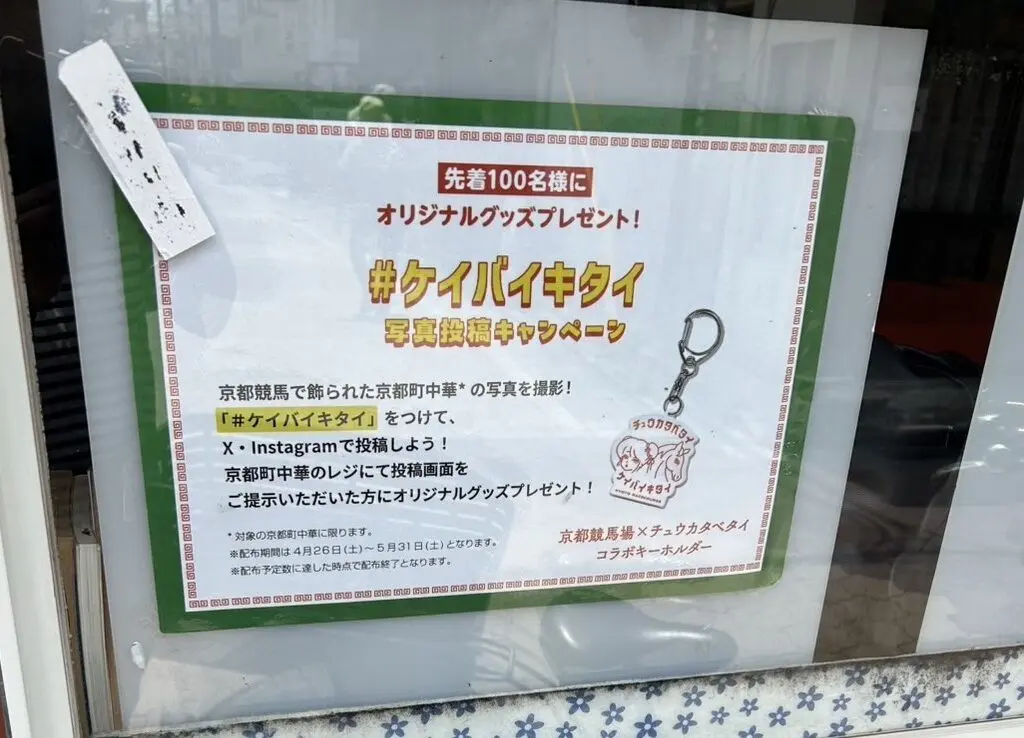 先着100名様に
オリジナルグッズプレゼント！
#ケイバイキタイ
写真投稿キャンペーン
京都競馬で飾られた京都町中華* の写真を撮影！
「#ケイバイキタイ」をつけて、
X・Instagramで投稿しよう！
京都町中華のレジにて投稿画面を
ご提示いただいた方にオリジナルグッズプレゼント！
* 対象の京都町中華に限ります。
※配布期間は4月26日(土)～5月31日(土)となります。
※配布予定数に達した時点で配布終了となります。
チュウカタベタイ
ケイバイキタイ
KYOTO RACECOURSE
京都競馬場×チュウカタベタイ
コラボキーホルダー